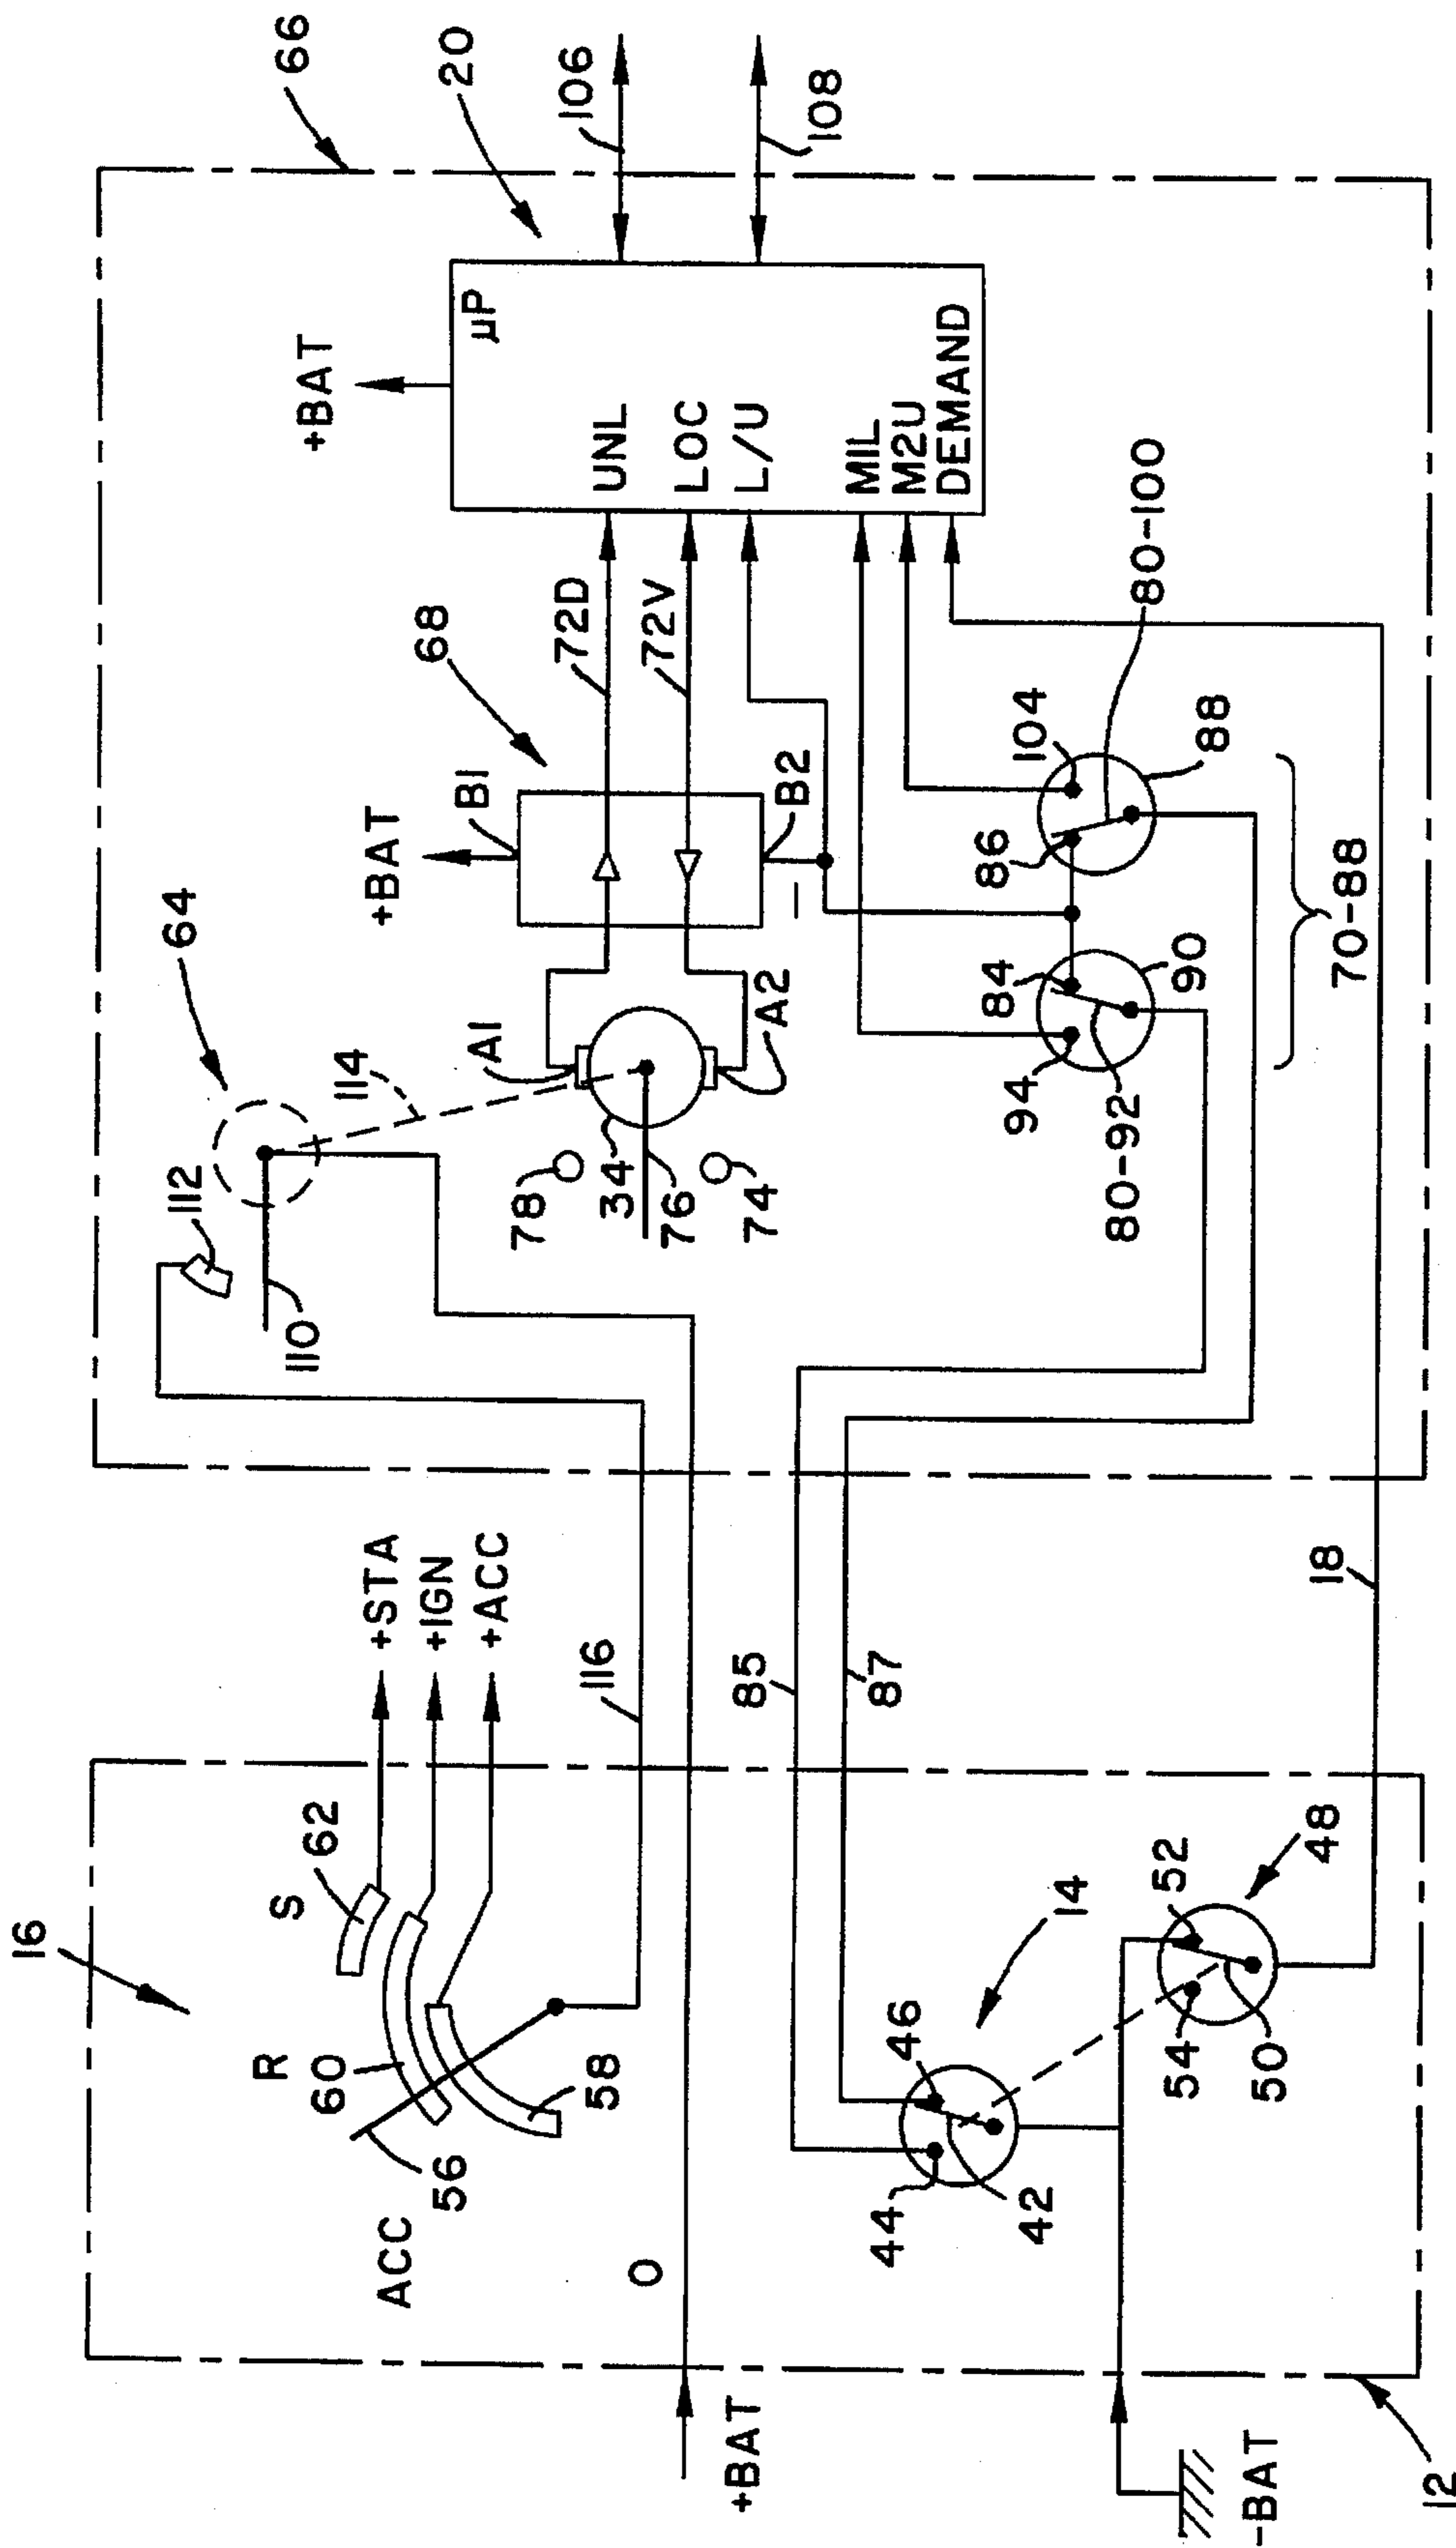 66
20
106
108
+BAT
µP
UNL
LOC
L/U
MIL
M2U
DEMAND
68
72D
72V
+BAT
B1
B2
64
114
112
110
A1
A2
78
34
76
74
104
86
88
80-100
84
90
94
80-92
70-88
16
S
62
+STA
+IGN
+ACC
R
60
58
56
ACC
116
O
85
87
18
14
46
44
42
52
48
54
50
+BAT
-BAT
12